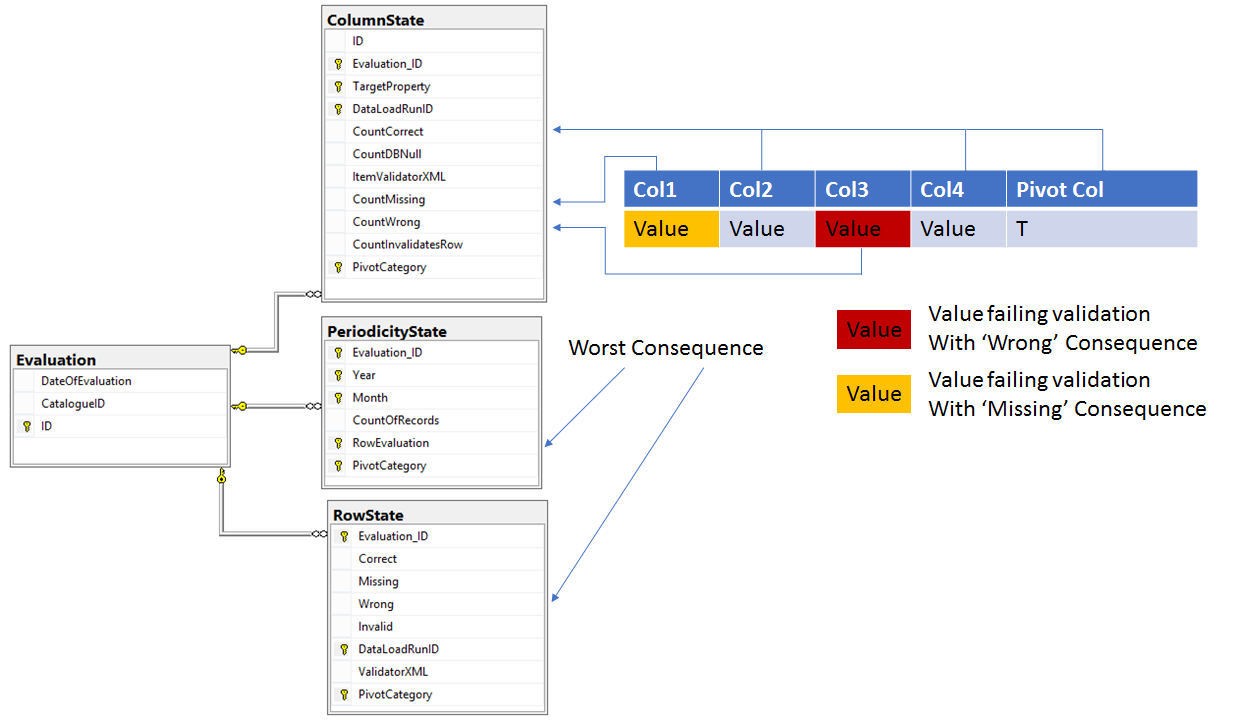 ColumnState
ID
Evaluation_ID
TargetProperty
DataLoadRunID
CountCorrect
CountDBNull
ItemValidatorXML
CountMissing
CountWrong
CountInvalidatesRow
PivotCategory
Col1 Col2 Col3 Col4 Pivot Col
Value Value Value Value T
Evaluation
DateOfEvaluation
CatalogueID
ID
PeriodicityState
Evaluation_ID
Year
Month
CountOfRecords
RowEvaluation
PivotCategory
Worst Consequence
Value
Value failing validation
With ‘Wrong’ Consequence
Value
Value failing validation
With ‘Missing’ Consequence
RowState
Evaluation_ID
Correct
Missing
Wrong
Invalid
DataLoadRunID
ValidatorXML
PivotCategory